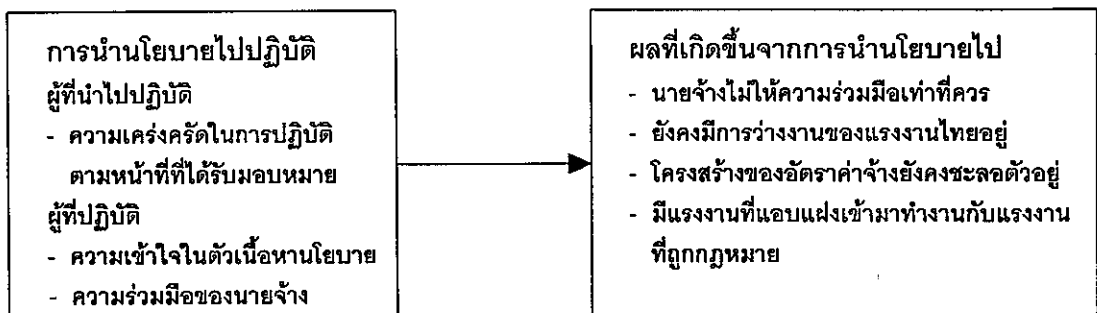 การนำนโยบายไปปฏิบัติ
ผู้ที่นำไปปฏิบัติ
- ความเคร่งครัดในการปฏิบัติ
ตามหน้าที่ที่ได้รับมอบหมาย
ผู้ที่ปฏิบัติ
- ความเข้าใจในตัวเนื้อหานโยบาย
- ความร่วมมือของนายจ้าง
ผลที่เกิดขึ้นจากการนำนโยบายไป
- นายจ้างไม่ให้ความร่วมมือเท่าที่ควร
- ยังคงมีการว่างงานของแรงงานไทยอยู่
- โครงสร้างของอัตราค่าจ้างยังคงชะลอตัวอยู่
- มีแรงงานที่แอบแฝงเข้ามาทำงานกับแรงงาน
ที่ถูกกฎหมาย